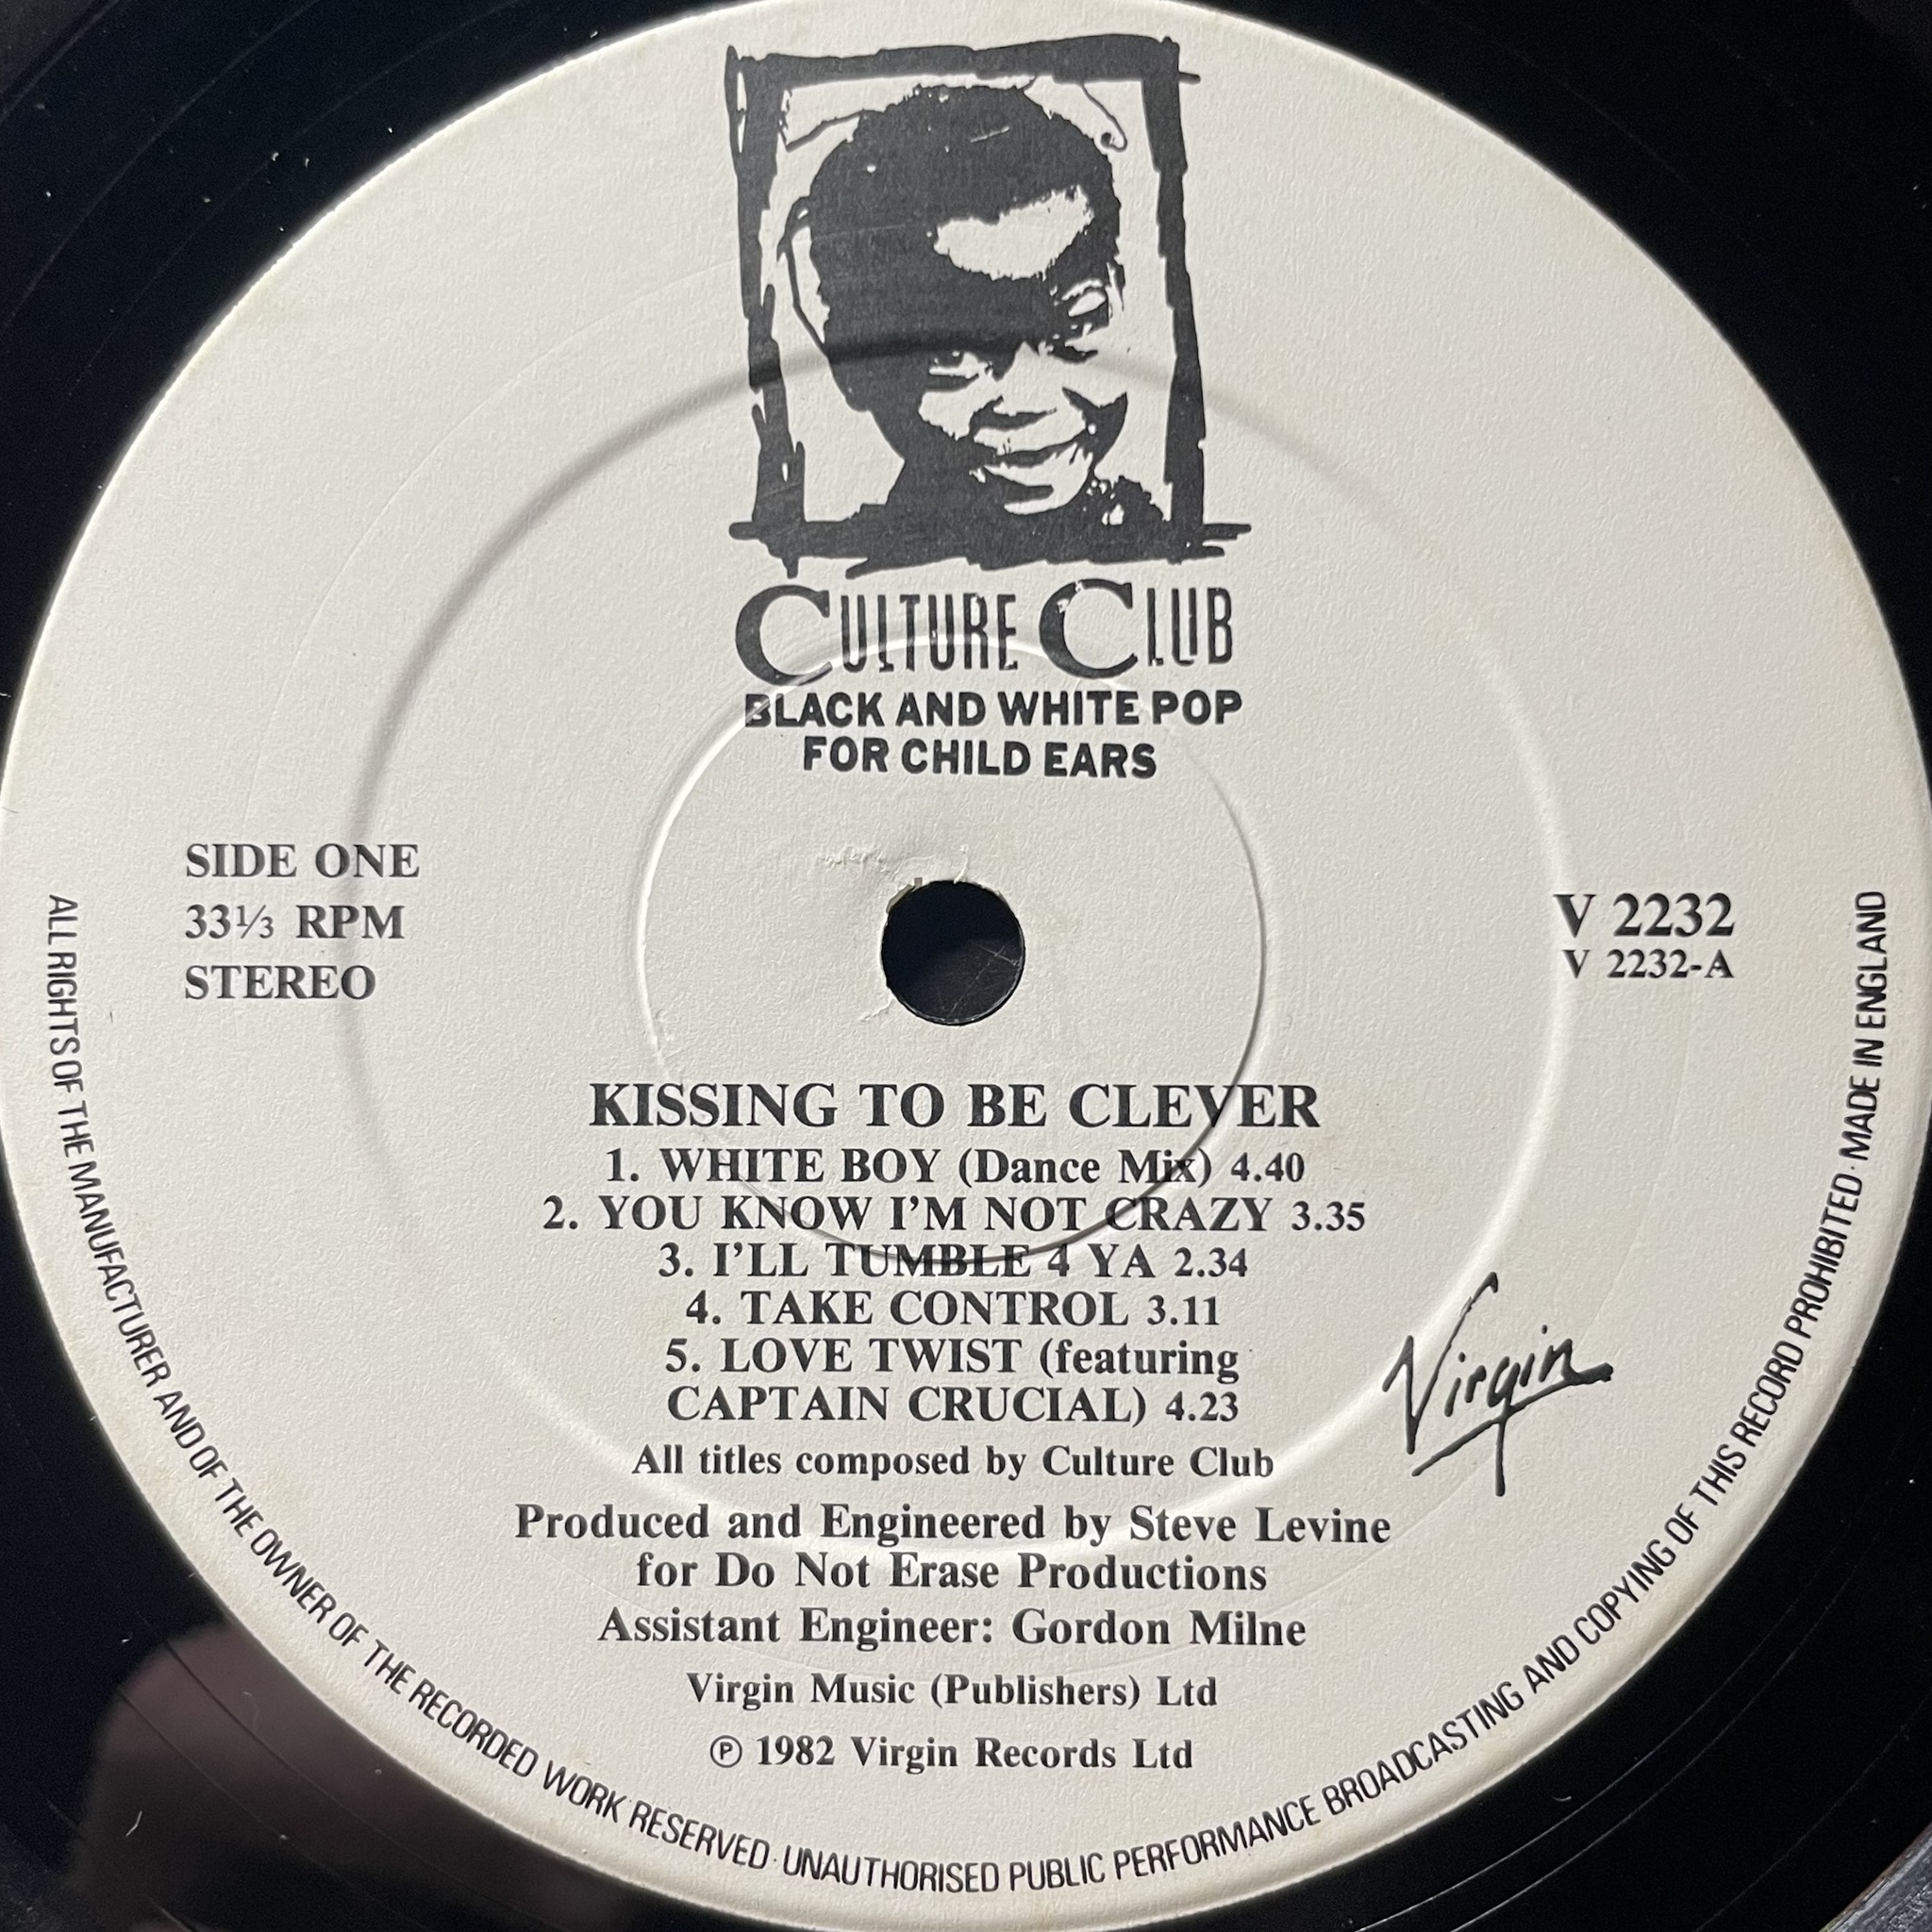 CULTURE CLUB
BLACK AND WHITE POP
FOR CHILD EARS
SIDE ONE
33⅓ RPM
STEREO
V 2232
V 2232-A
KISSING TO BE CLEVER
1. WHITE BOY (Dance Mix) 4.40
2. YOU KNOW I'M NOT CRAZY 3.35
3. I'LL TUMBLE 4 YA 2.34
4. TAKE CONTROL 3.11
5. LOVE TWIST (featuring
CAPTAIN CRUCIAL) 4.23
All titles composed by Culture Club
Produced and Engineered by Steve Levine
for Do Not Erase Productions
Assistant Engineer: Gordon Milne
Virgin Music (Publishers) Ltd
℗ 1982 Virgin Records Ltd
Virgin
ALL RIGHTS OF THE MANUFACTURER AND OF THE OWNER OF THE RECORDED WORK RESERVED · UNAUTHORISED PUBLIC PERFORMANCE BROADCASTING AND COPYING OF THIS RECORD PROHIBITED · MADE IN ENGLAND